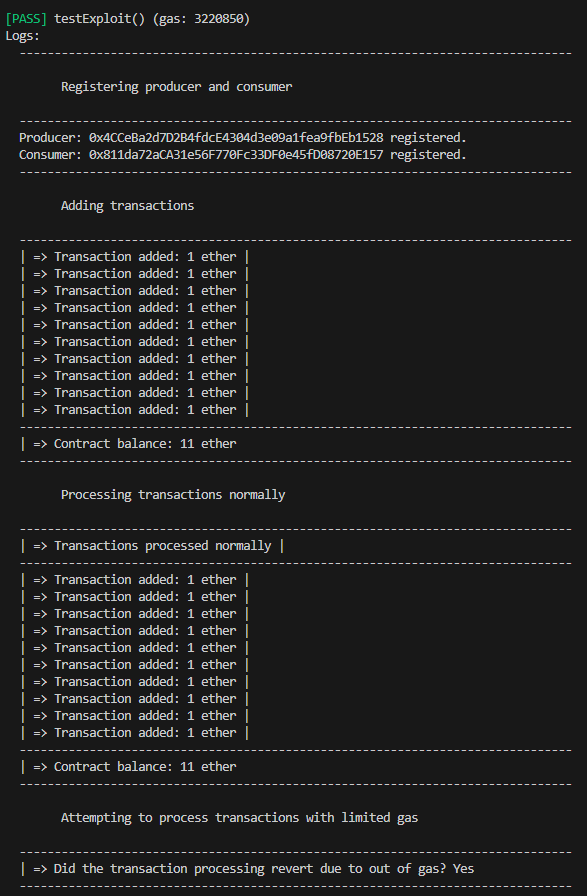 [PASS] testExploit() (gas: 3220850)
Logs:
-------------------------------------------------------------------------------
Registering producer and consumer
-------------------------------------------------------------------------------
Producer: 0x4CCeBa2d7D2B4fdcE4304d3e09a1fea9fbEb1528 registered.
Consumer: 0x811da72aCA31e56F770Fc33DF0e45fD08720E157 registered.
-------------------------------------------------------------------------------
Adding transactions
-------------------------------------------------------------------------------
| => Transaction added: 1 ether |
| => Transaction added: 1 ether |
| => Transaction added: 1 ether |
| => Transaction added: 1 ether |
| => Transaction added: 1 ether |
| => Transaction added: 1 ether |
| => Transaction added: 1 ether |
| => Transaction added: 1 ether |
| => Transaction added: 1 ether |
| => Transaction added: 1 ether |
-------------------------------------------------------------------------------
| => Contract balance: 11 ether
-------------------------------------------------------------------------------
Processing transactions normally
-------------------------------------------------------------------------------
| => Transactions processed normally |
-------------------------------------------------------------------------------
| => Transaction added: 1 ether |
| => Transaction added: 1 ether |
| => Transaction added: 1 ether |
| => Transaction added: 1 ether |
| => Transaction added: 1 ether |
| => Transaction added: 1 ether |
| => Transaction added: 1 ether |
| => Transaction added: 1 ether |
| => Transaction added: 1 ether |
| => Transaction added: 1 ether |
-------------------------------------------------------------------------------
| => Contract balance: 11 ether
-------------------------------------------------------------------------------
Attempting to process transactions with limited gas
-------------------------------------------------------------------------------
| => Did the transaction processing revert due to out of gas? Yes
-------------------------------------------------------------------------------